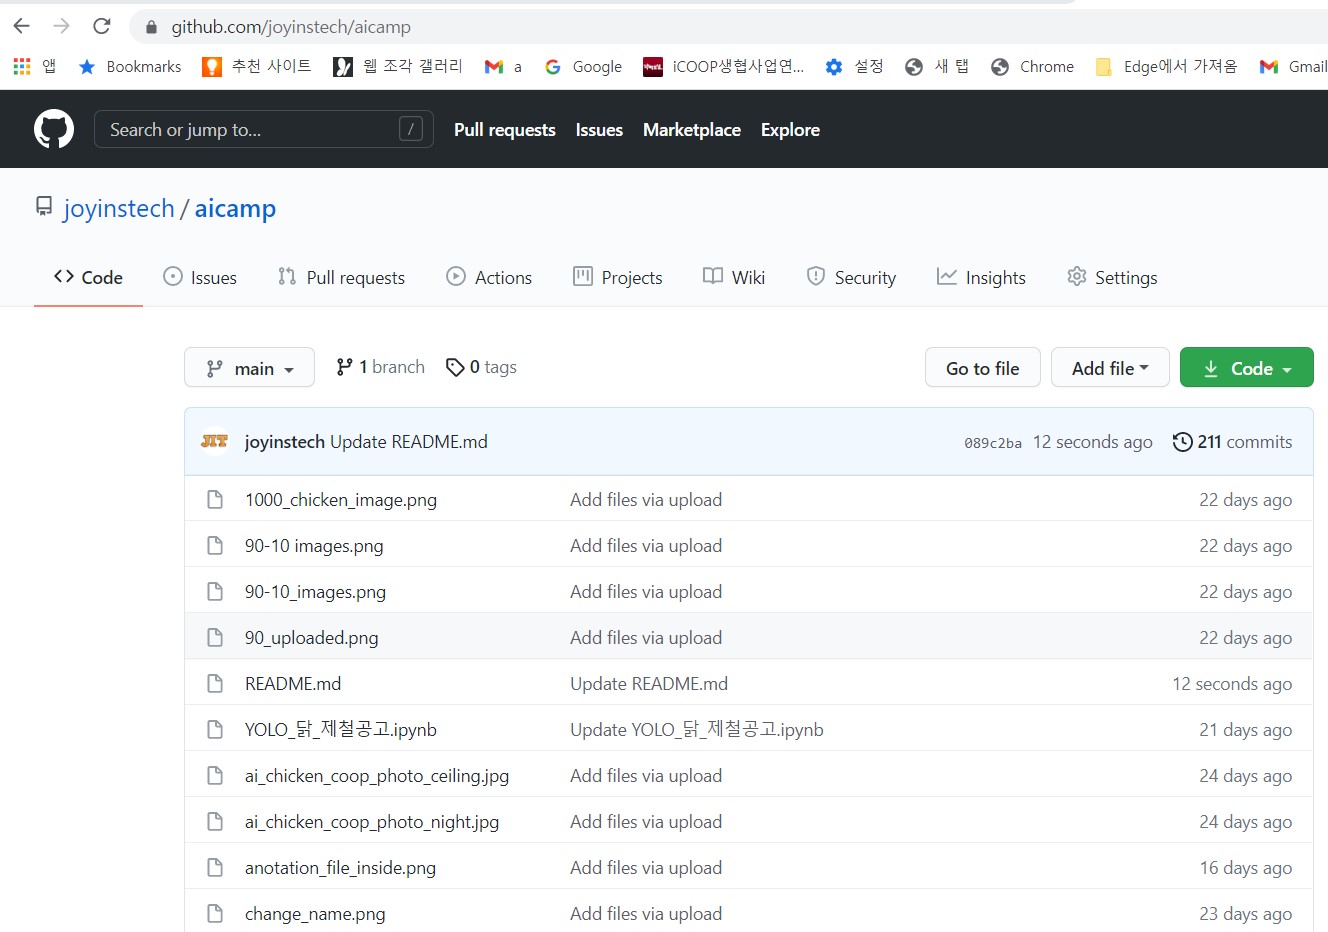 github.com/joyinstech/aicamp
앱 Bookmarks 추천 사이트 웹 조각 갤러리 a Google iCOOP생협사업연... 설정 새 탭 Chrome Edge에서 가져옴 Gmail
Search or jump to... / Pull requests Issues Marketplace Explore
joyinstech / aicamp
Code Issues Pull requests Actions Projects Wiki Security Insights Settings
main 1 branch 0 tags Go to file Add file Code
JIT joyinstech Update README.md 089c2ba 12 seconds ago 211 commits
1000_chicken_image.png Add files via upload 22 days ago
90-10 images.png Add files via upload 22 days ago
90-10_images.png Add files via upload 22 days ago
90_uploaded.png Add files via upload 22 days ago
README.md Update README.md 12 seconds ago
YOLO_닭_제철공고.ipynb Update YOLO_닭_제철공고.ipynb 21 days ago
ai_chicken_coop_photo_ceiling.jpg Add files via upload 24 days ago
ai_chicken_coop_photo_night.jpg Add files via upload 24 days ago
anotation_file_inside.png Add files via upload 16 days ago
change_name.png Add files via upload 23 days ago